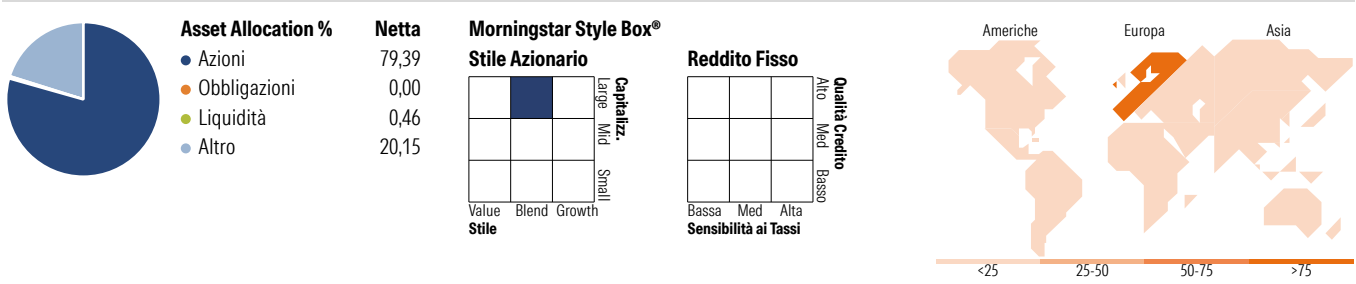 Asset Allocation % Netta
Azioni 79,39
Obbligazioni 0,00
Liquidità 0,46
Altro 20,15
Morningstar Style Box®
Stile Azionario
Large Mid Small
Capitalizz.
Value Blend Growth
Stile
Reddito Fisso
Alto Med Basso
Qualità Credito
Bassa Med Alta
Sensibilità ai Tassi
Americhe Europa Asia
<25 25-50 50-75 >75